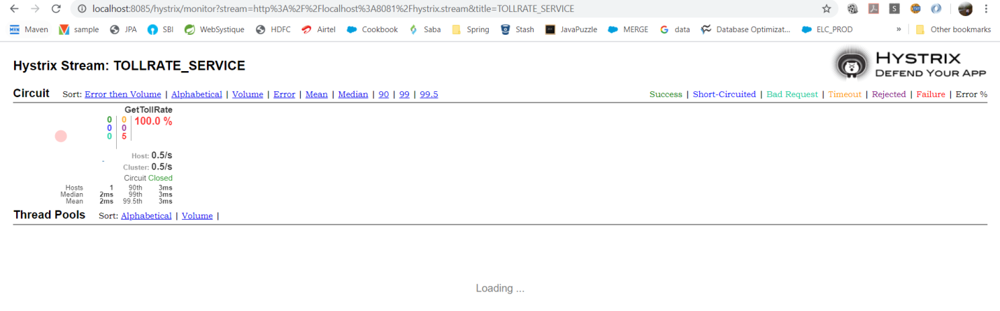 localhost:8085/hystrix/monitor?stream=http%3A%2F%2Flocalhost%3A8081%2Fhystrix.stream&title=TOLLRATE_SERVICE
Maven sample JPA SBI WebSystique HDFC Airtel Cookbook Saba Spring Stash JavaPuzzle MERGE data Database Optimizat... ELC_PROD » Other bookmarks
Hystrix Stream: TOLLRATE_SERVICE
HYSTRIX
DEFEND YOUR APP
Circuit Sort: Error then Volume | Alphabetical | Volume | Error | Mean | Median | 90 | 99 | 99.5 Success | Short-Circuited | Bad Request | Timeout | Rejected | Failure | Error %
GetTollRate
0 0 100.0 %
0 0
0 5
Host: 0.5/s
Cluster: 0.5/s
Circuit Closed
Hosts 1 90th 3ms
Median 2ms 99th 3ms
Mean 2ms 99.5th 3ms
Thread Pools Sort: Alphabetical | Volume |
Loading ...